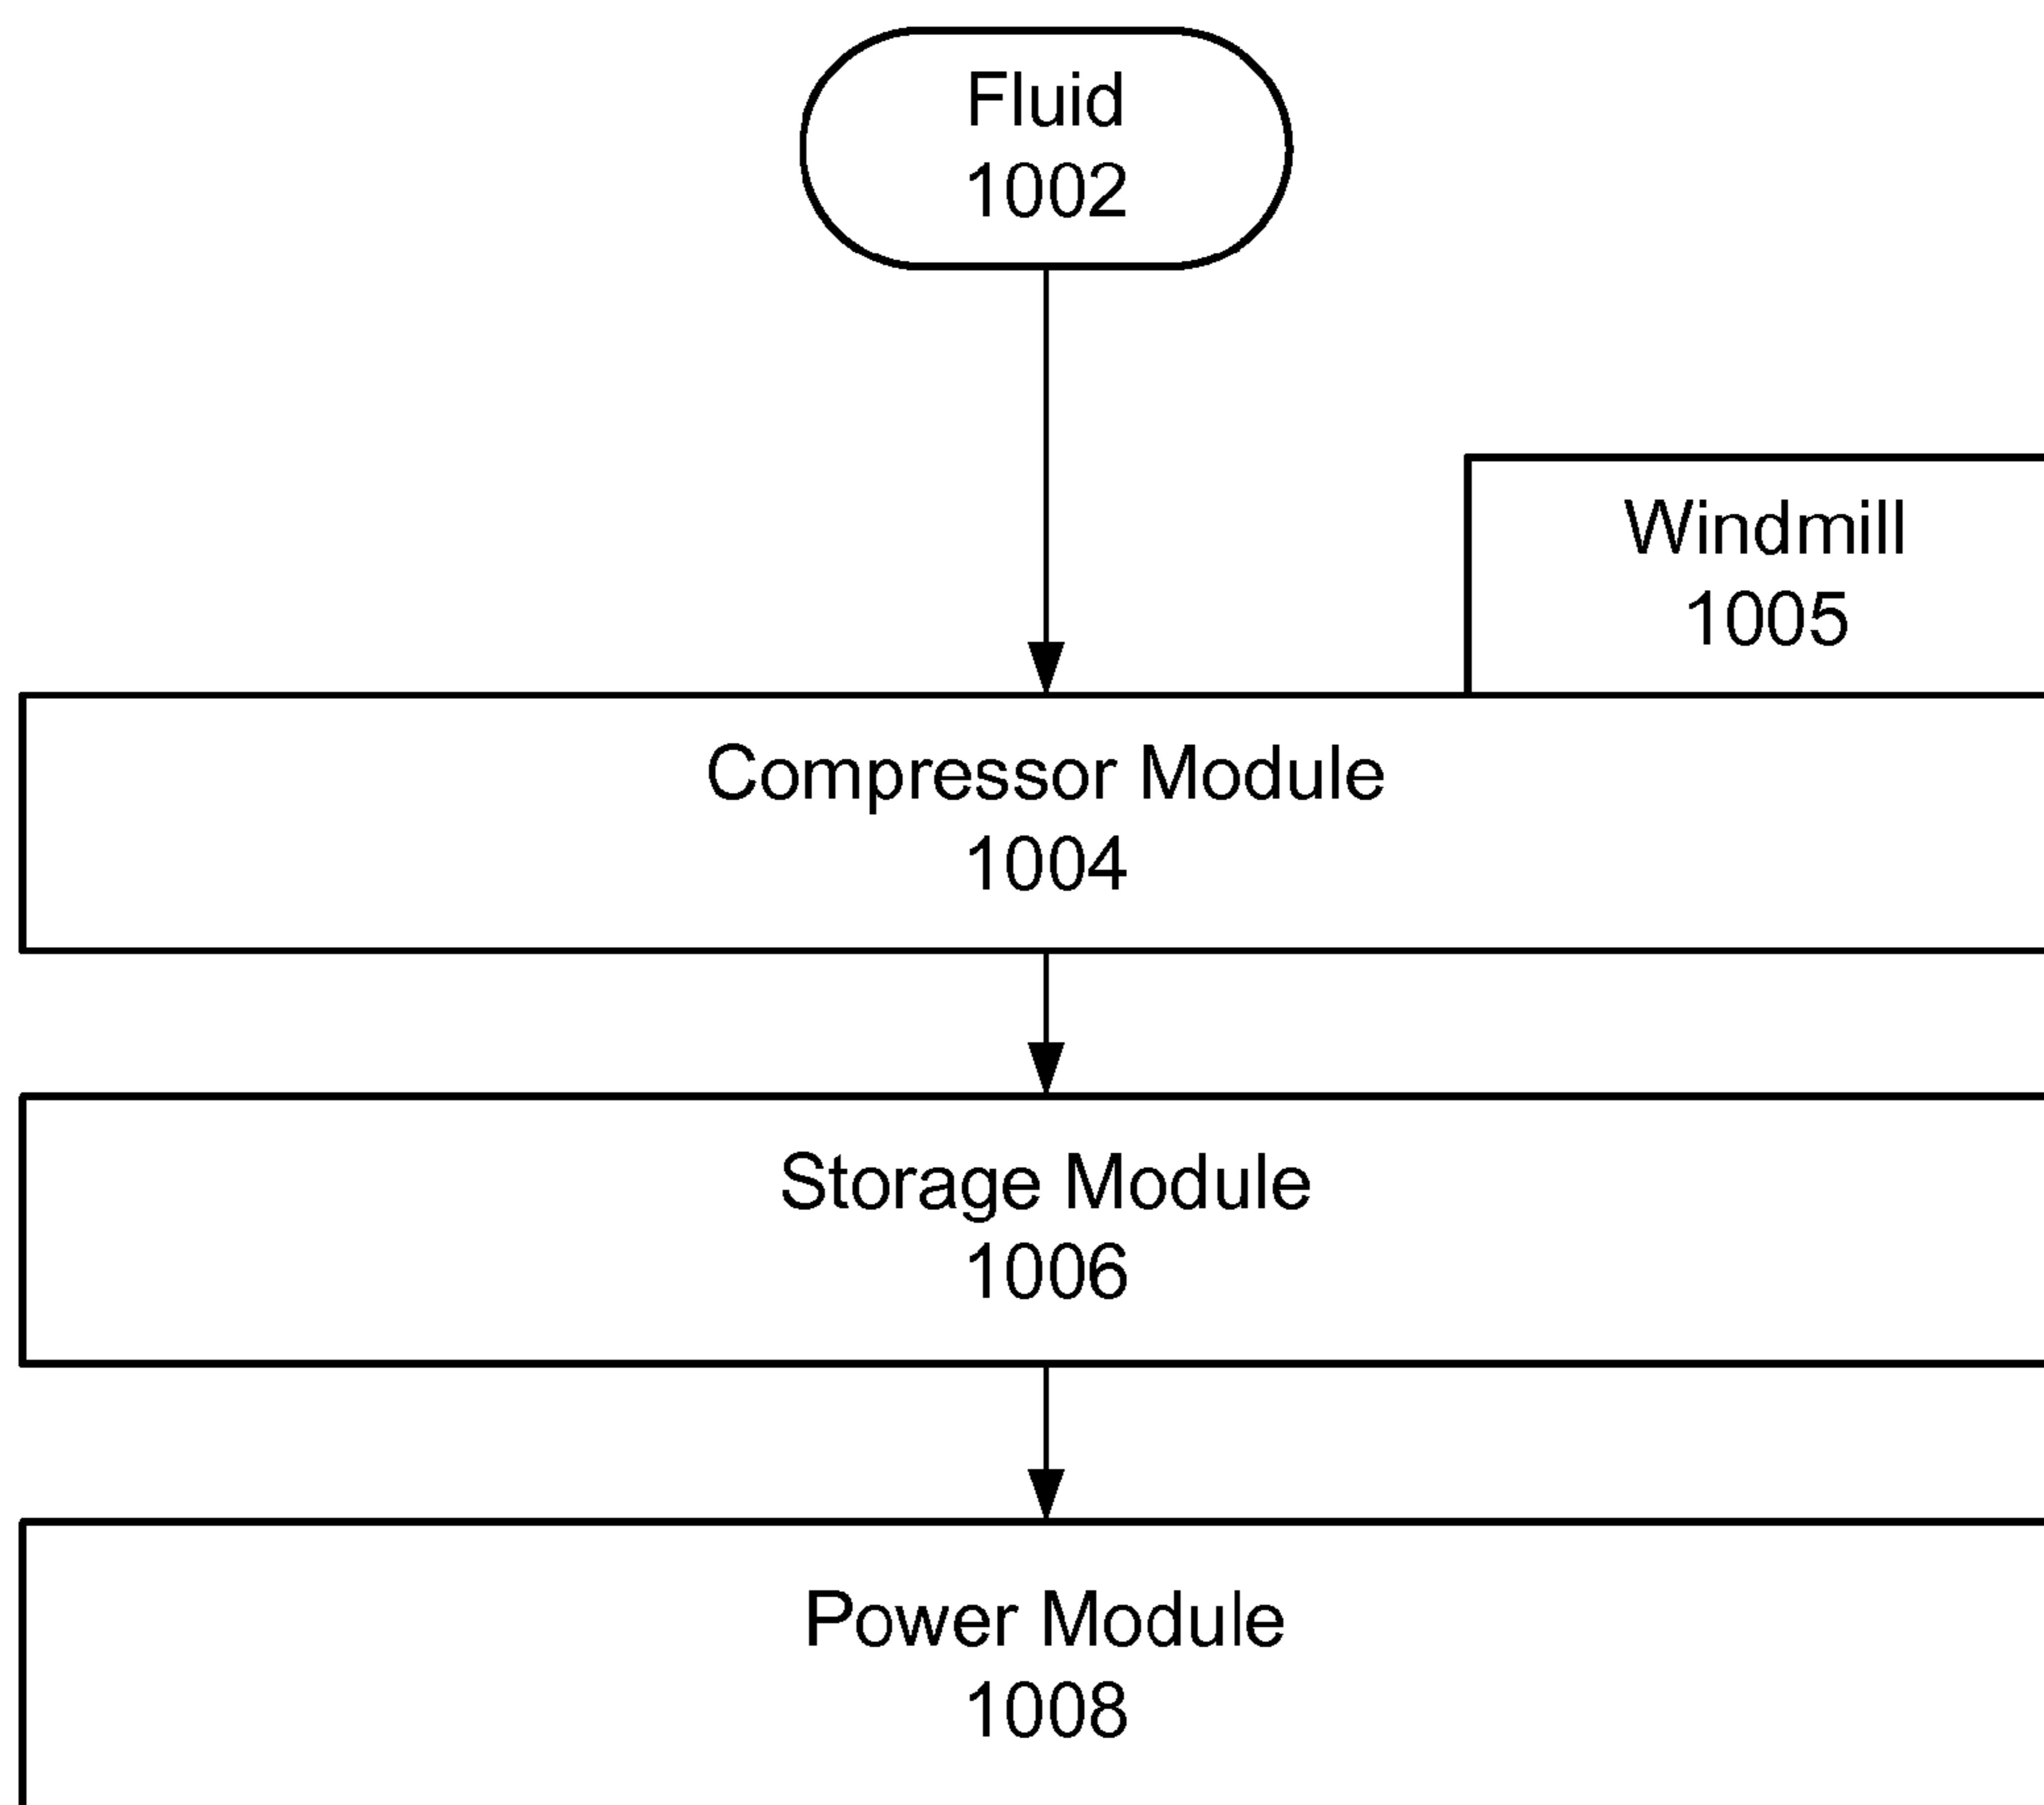 Fluid
1002
Windmill
1005
Compressor Module
1004
Storage Module
1006
Power Module
1008